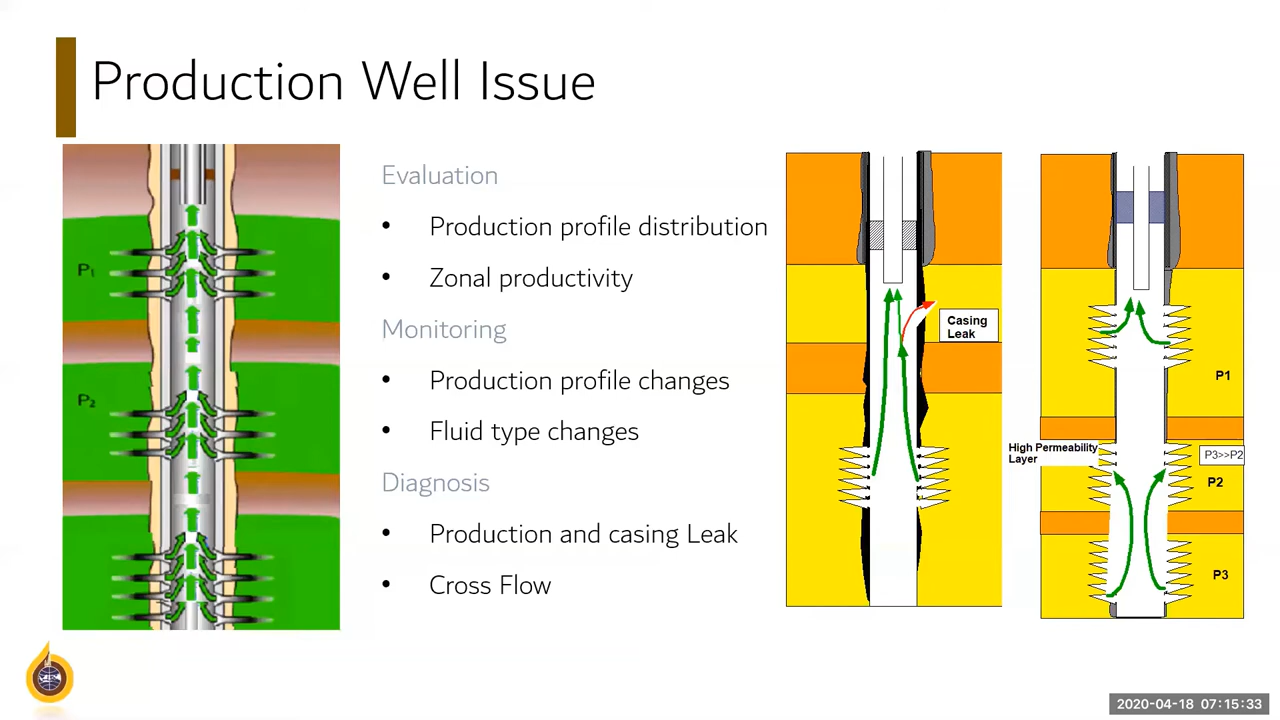 Production Well Issue
P1
P2
Evaluation
• Production profile distribution
• Zonal productivity
Monitoring
• Production profile changes
• Fluid type changes
Diagnosis
• Production and casing Leak
• Cross Flow
Casing
Leak
P1
High Permeability
Layer
P3>>P2
P2
P3
2020-04-18 07:15:33